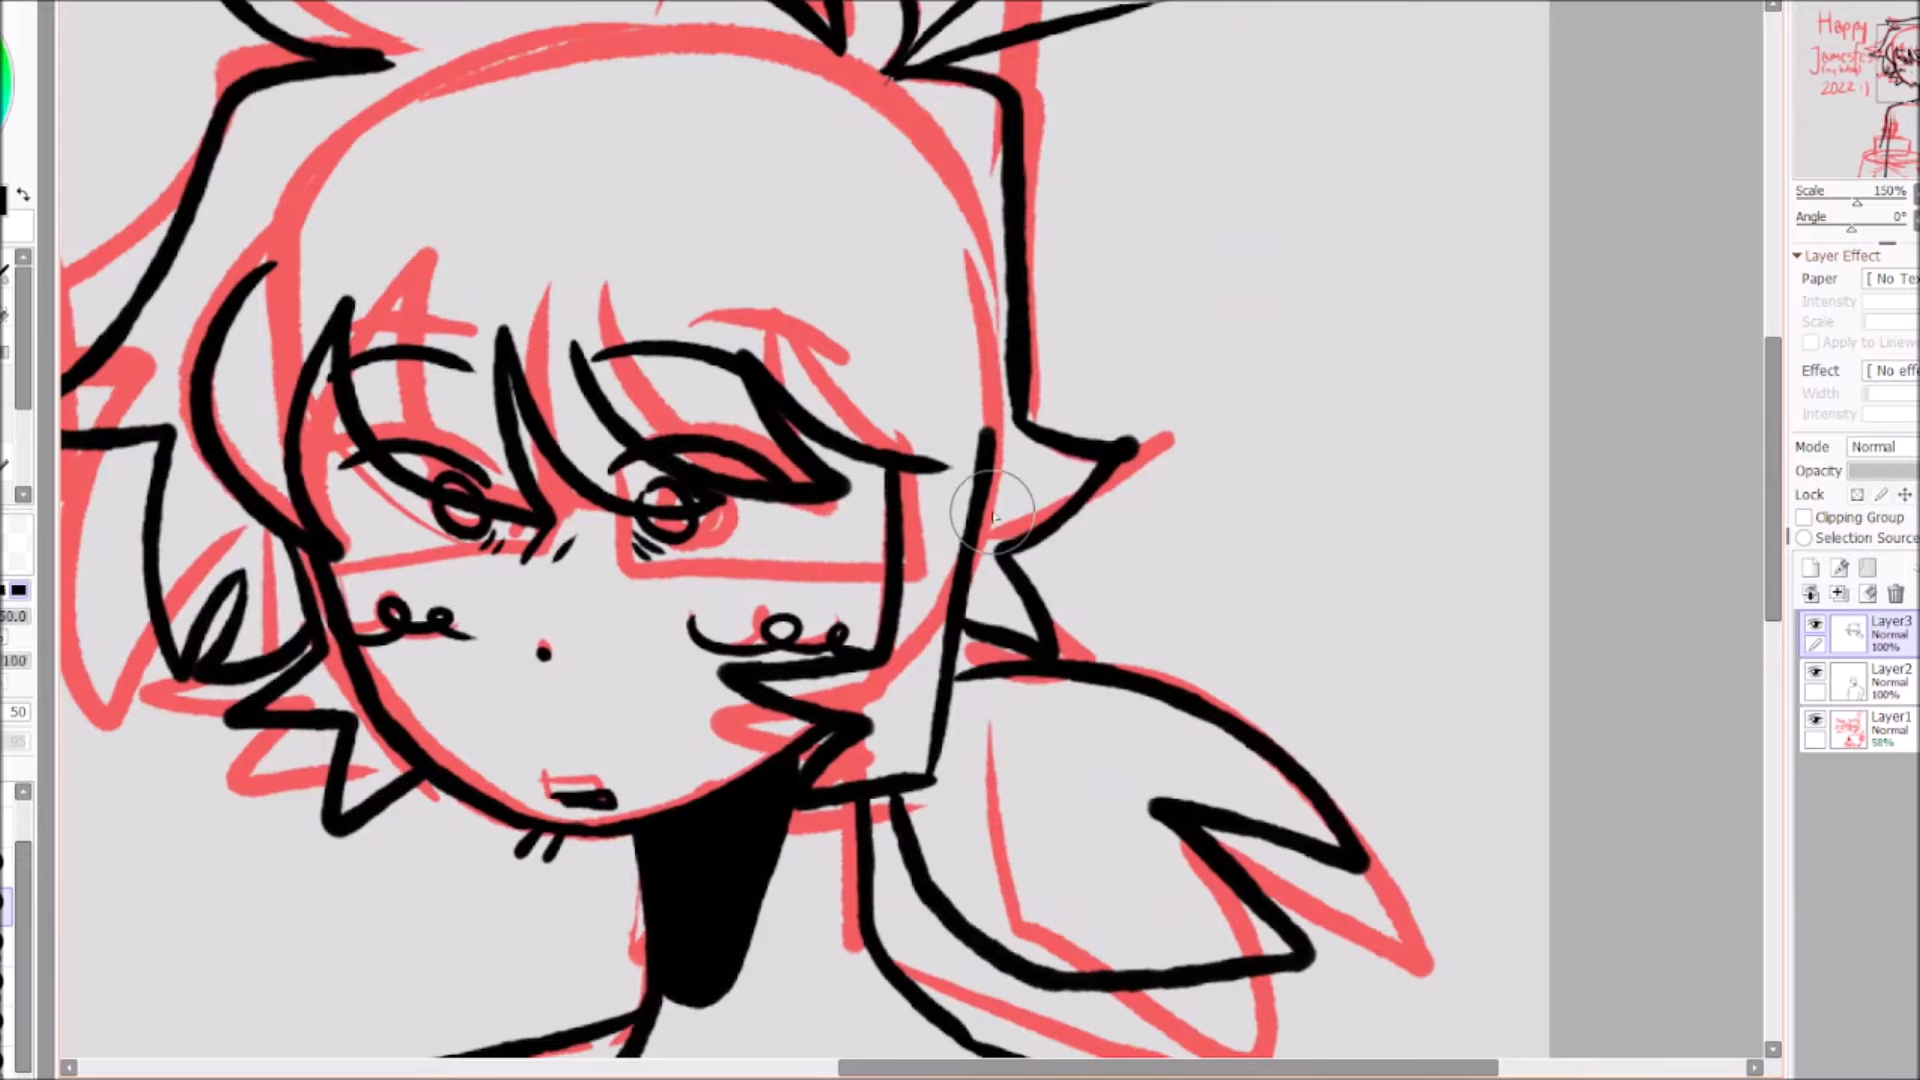 Happy
2022 :)
Scale 150%
Angle 0°
Layer Effect
Paper [ No Te
Intensity
Scale
Apply to Linew
Effect [ No eff
Width
Intensity
Mode Normal
Opacity
Lock
Clipping Group
Selection Source
50.0
100
50
95
Layer3
Normal
100%
Layer2
Normal
100%
Layer1
Normal
58%